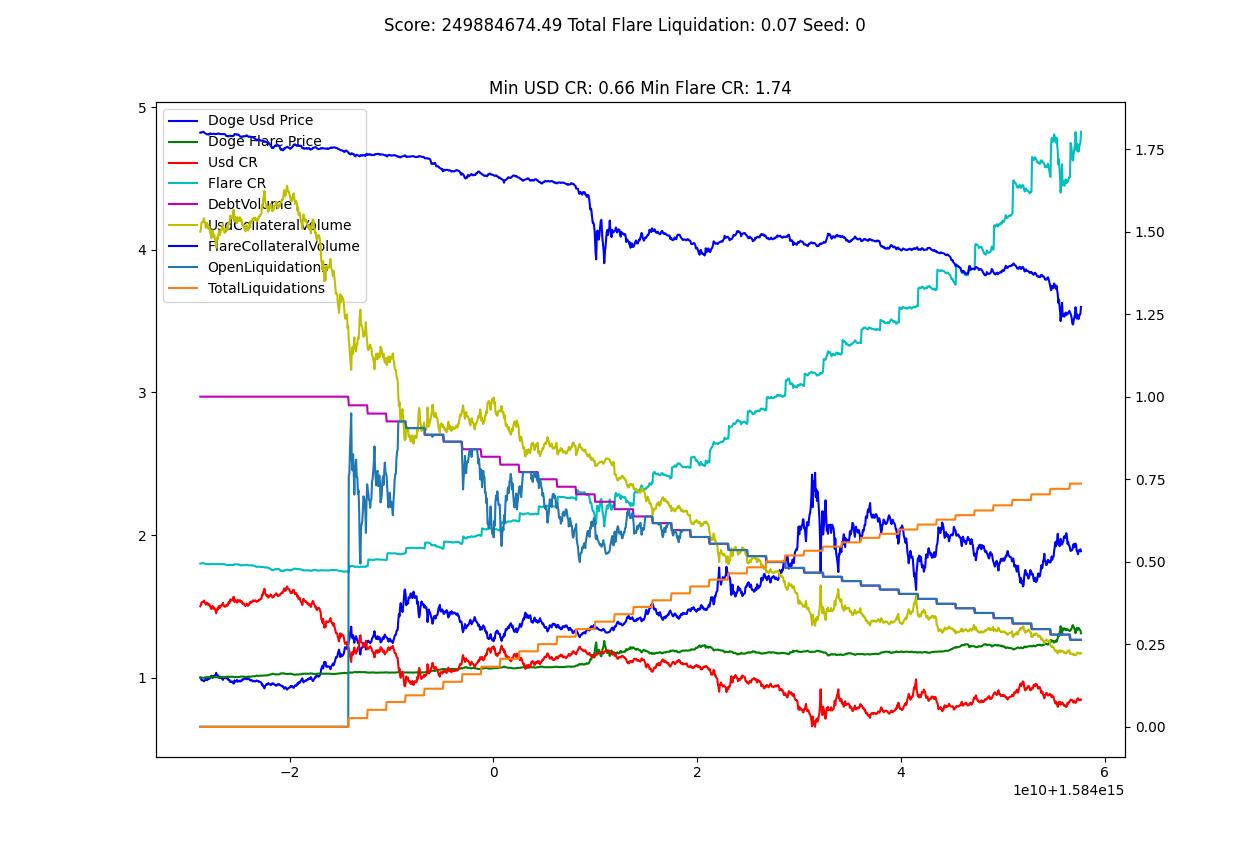 Score: 249884674.49 Total Flare Liquidation: 0.07 Seed: 0
Min USD CR: 0.66 Min Flare CR: 1.74
Doge Usd Price
Doge Flare Price
Usd CR
Flare CR
DebtVolume
UsdCollateralVolume
FlareCollateralVolume
OpenLiquidations
TotalLiquidations
5
4
3
2
1
1.75
1.50
1.25
1.00
0.75
0.50
0.25
0.00
−2
0
2
4
6
1e10+1.584e15